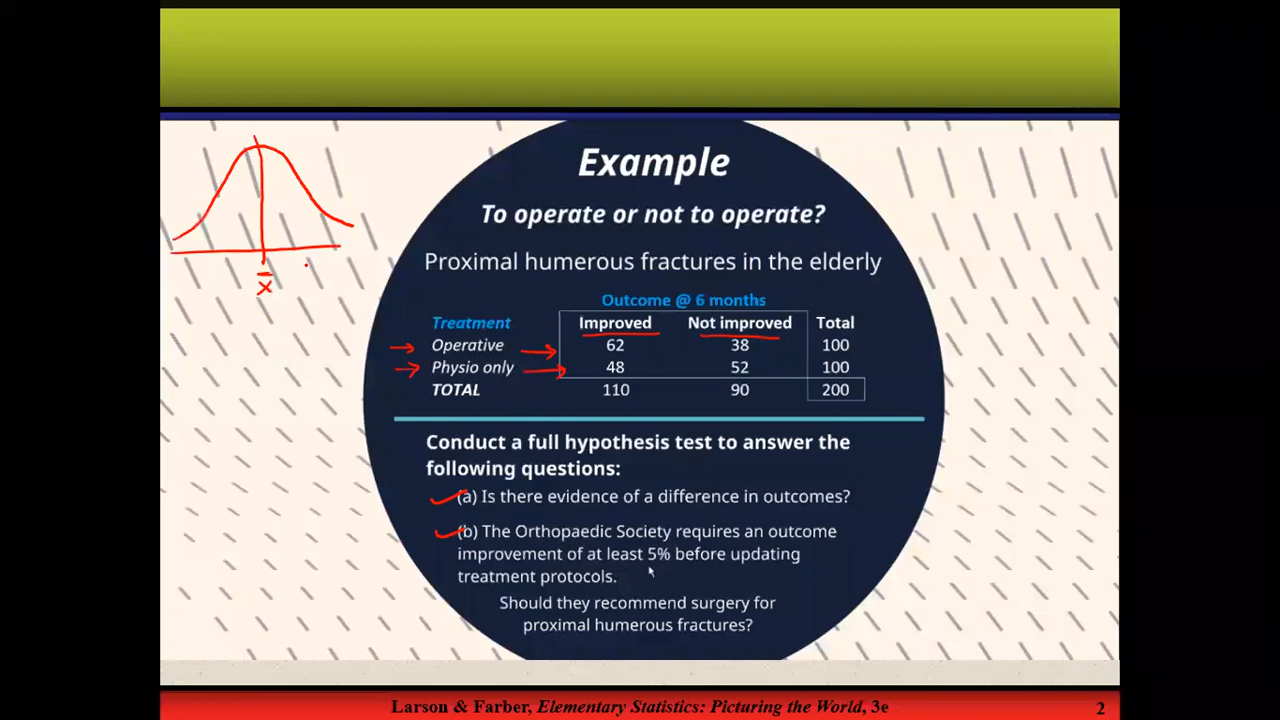 Example
To operate or not to operate?
Proximal humerous fractures in the elderly
Outcome @ 6 months
Treatment Improved Not improved Total
Operative 62 38 100
Physio only 48 52 100
TOTAL 110 90 200
Conduct a full hypothesis test to answer the
following questions:
(a) Is there evidence of a difference in outcomes?
(b) The Orthopaedic Society requires an outcome
improvement of at least 5% before updating
treatment protocols.
Should they recommend surgery for
proximal humerous fractures?
x̄
Larson & Farber, Elementary Statistics: Picturing the World, 3e
2